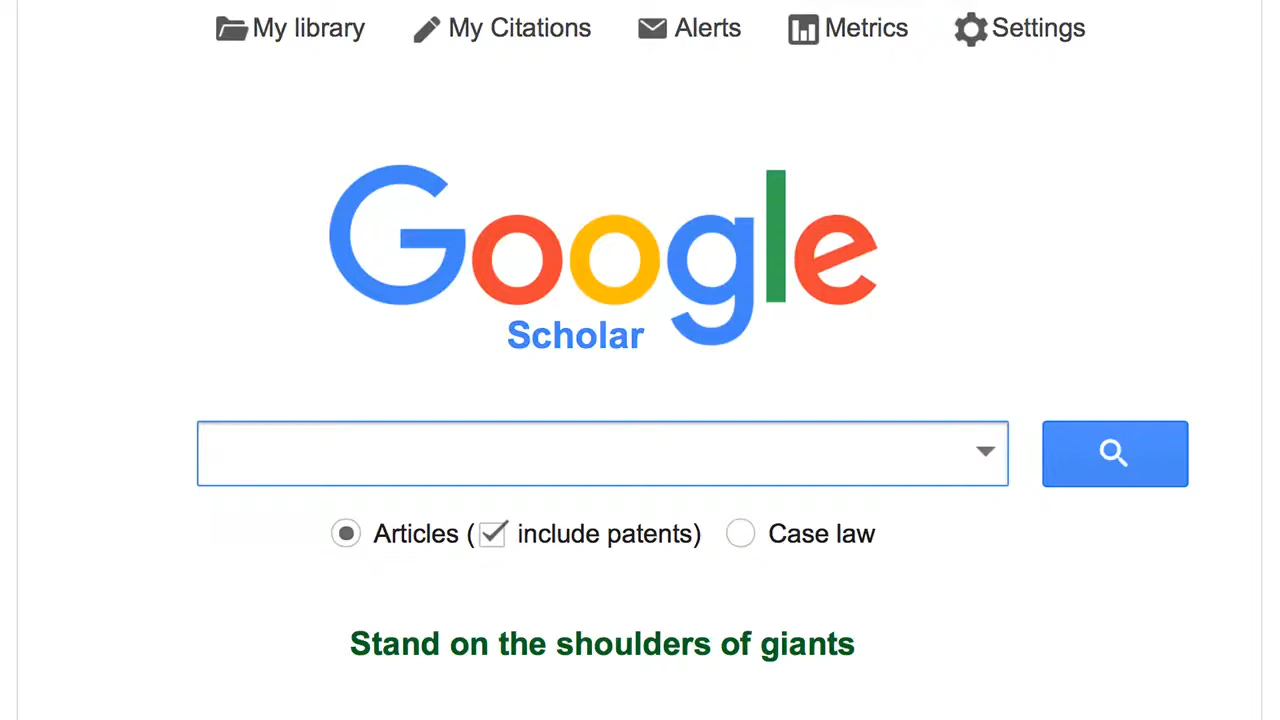 My library My Citations Alerts Metrics Settings
Google
Scholar
Articles ( include patents) Case law
Stand on the shoulders of giants